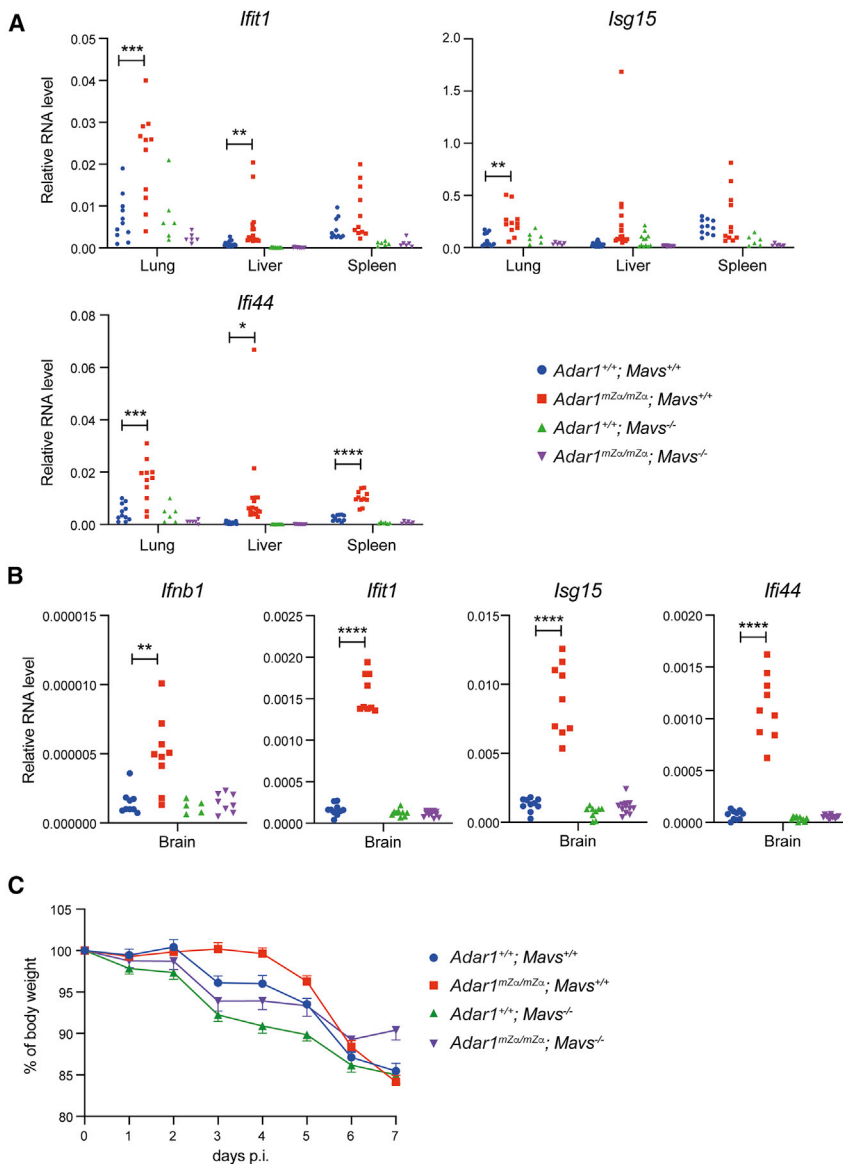 A
Ifit1
Relative RNA level
0.05
0.04
0.03
0.02
0.01
0.00
***
**
Lung Liver Spleen
Isg15
Relative RNA level
2.0
1.5
1.0
0.5
0.0
**
Lung Liver Spleen
Ifi44
Relative RNA level
0.08
0.06
0.04
0.02
0.00
***
*
****
Lung Liver Spleen
Adar1+/+; Mavs+/+
Adar1mZα/mZα; Mavs+/+
Adar1+/+; Mavs-/-
Adar1mZα/mZα; Mavs-/-
B
Ifnb1
Relative RNA level
0.000015
0.000010
0.000005
0.000000
**
Brain
Ifit1
0.0025
0.0020
0.0015
0.0010
0.0005
0.0000
****
Brain
Isg15
0.015
0.010
0.005
0.000
****
Brain
Ifi44
0.0020
0.0015
0.0010
0.0005
0.0000
****
Brain
C
% of body weight
105
100
95
90
85
80
0 1 2 3 4 5 6 7
days p.i.
Adar1+/+; Mavs+/+
Adar1mZα/mZα; Mavs+/+
Adar1+/+; Mavs-/-
Adar1mZα/mZα; Mavs-/-